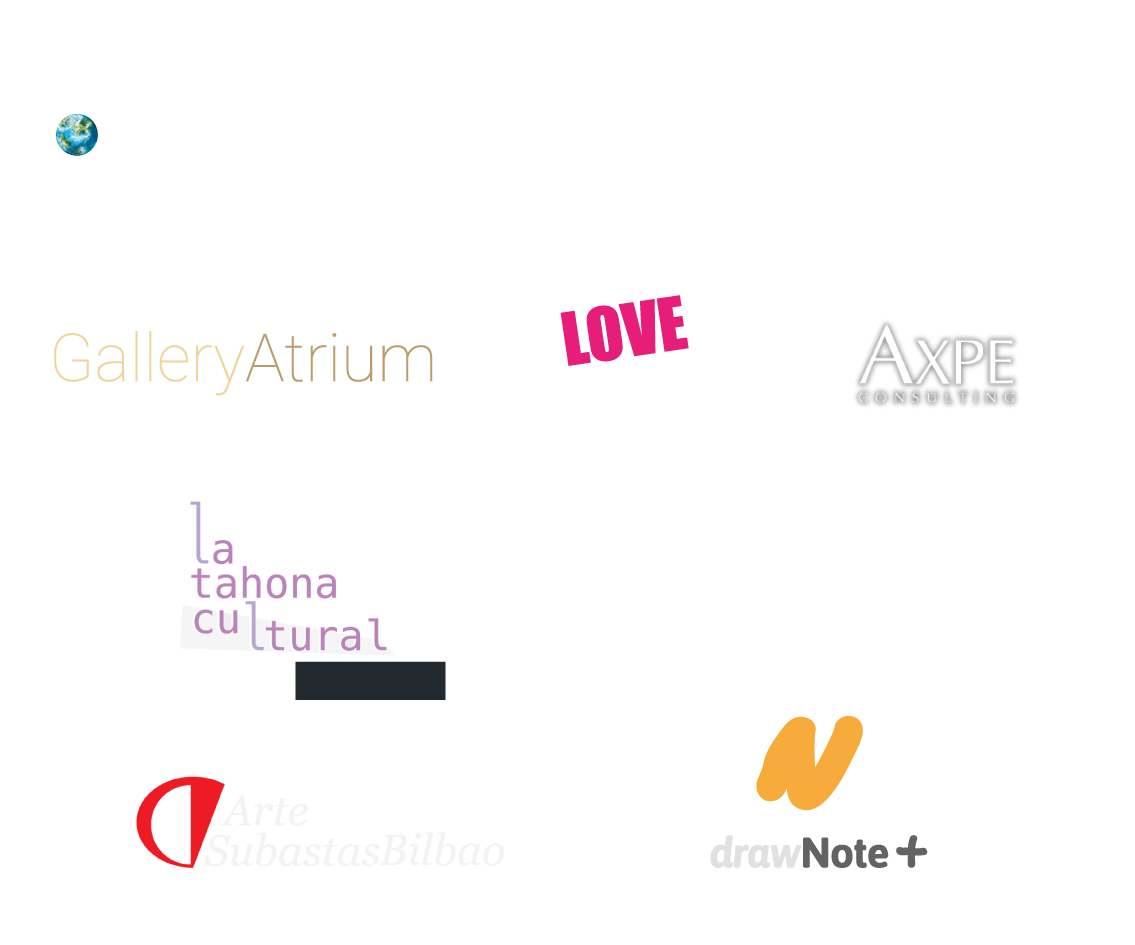 GalleryAtrium
LOVE
AXPE
CONSULTING
la
tahona
cultural
Arte
SubastasBilbao
drawNote+